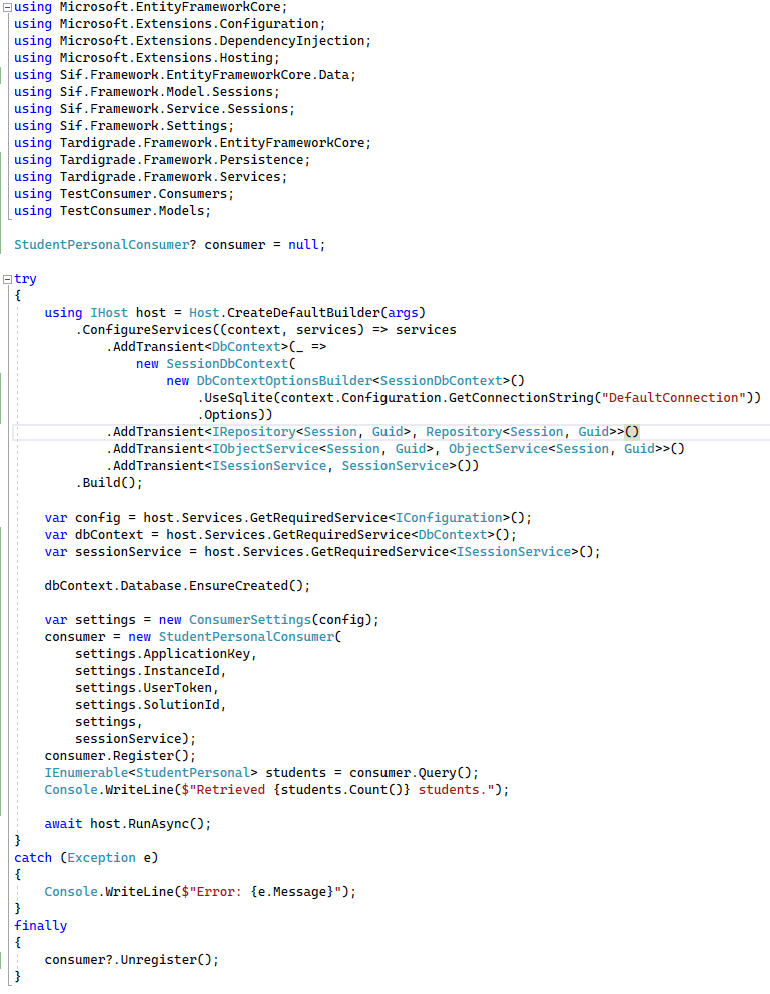 using Microsoft.EntityFrameworkCore;
using Microsoft.Extensions.Configuration;
using Microsoft.Extensions.DependencyInjection;
using Microsoft.Extensions.Hosting;
using Sif.Framework.EntityFrameworkCore.Data;
using Sif.Framework.Model.Sessions;
using Sif.Framework.Service.Sessions;
using Sif.Framework.Settings;
using Tardigrade.Framework.EntityFrameworkCore;
using Tardigrade.Framework.Persistence;
using Tardigrade.Framework.Services;
using TestConsumer.Consumers;
using TestConsumer.Models;

StudentPersonalConsumer? consumer = null;

try
{
    using IHost host = Host.CreateDefaultBuilder(args)
        .ConfigureServices((context, services) => services
            .AddTransient<DbContext>(_ =>
                new SessionDbContext(
                    new DbContextOptionsBuilder<SessionDbContext>()
                        .UseSqlite(context.Configuration.GetConnectionString("DefaultConnection"))
                        .Options))
            .AddTransient<IRepository<Session, Guid>, Repository<Session, Guid>>()
            .AddTransient<IObjectService<Session, Guid>, ObjectService<Session, Guid>>()
            .AddTransient<ISessionService, SessionService>())
        .Build();

    var config = host.Services.GetRequiredService<IConfiguration>();
    var dbContext = host.Services.GetRequiredService<DbContext>();
    var sessionService = host.Services.GetRequiredService<ISessionService>();

    dbContext.Database.EnsureCreated();

    var settings = new ConsumerSettings(config);
    consumer = new StudentPersonalConsumer(
        settings.ApplicationKey,
        settings.InstanceId,
        settings.UserToken,
        settings.SolutionId,
        settings,
        sessionService);
    consumer.Register();
    IEnumerable<StudentPersonal> students = consumer.Query();
    Console.WriteLine($"Retrieved {students.Count()} students.");

    await host.RunAsync();
}
catch (Exception e)
{
    Console.WriteLine($"Error: {e.Message}");
}
finally
{
    consumer?.Unregister();
}